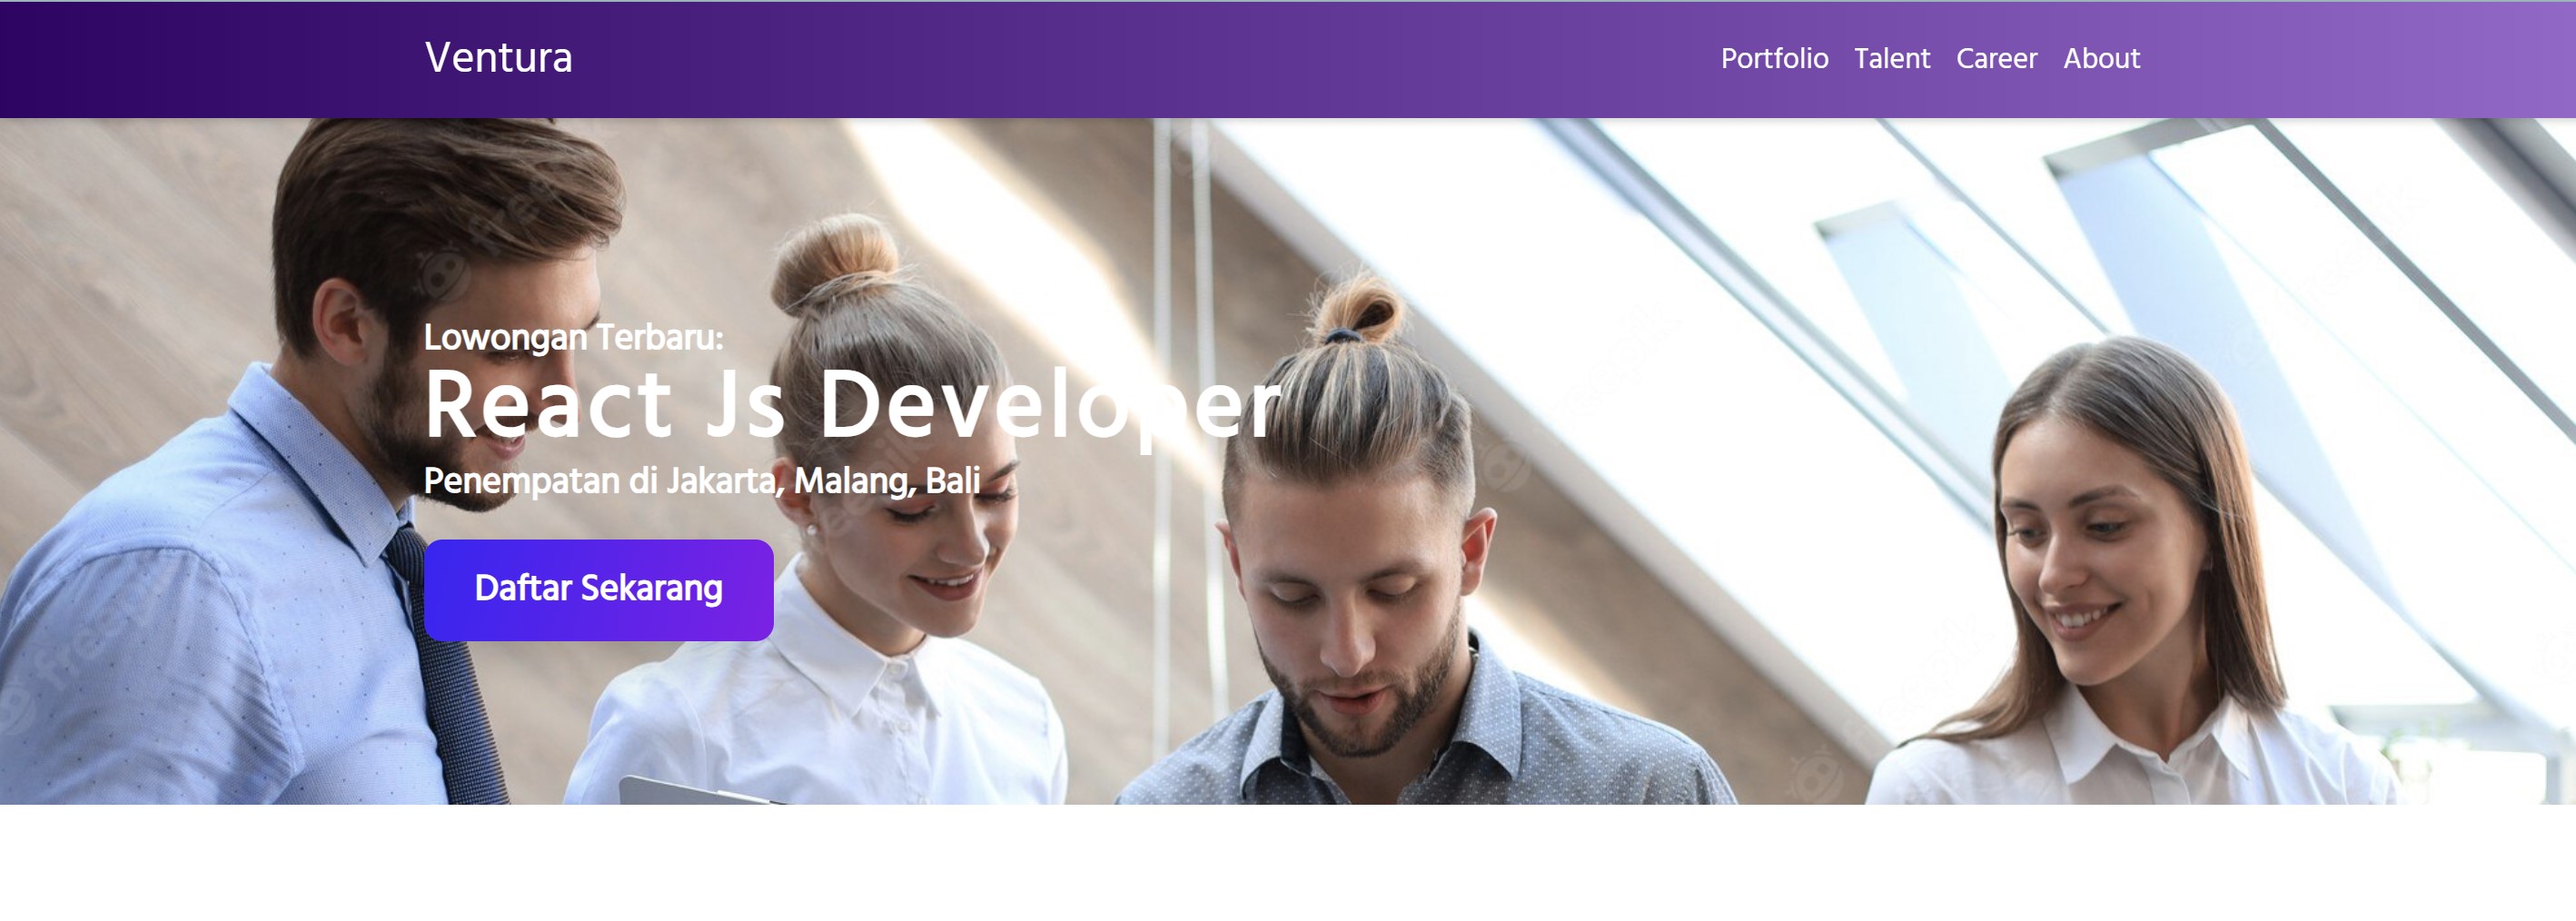 Ventura
Portfolio Talent Career About
Lowongan Terbaru:
React Js Developer
Penempatan di Jakarta, Malang, Bali
Daftar Sekarang